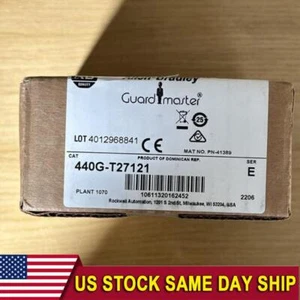 Allen-Bradley
Guardmaster
25
LOT 4012968841
MAT NO. PN-41389
PRODUCT OF DOMINICAN REP.
CAT
440G-T27121
SER
E
PLANT 1070
10611320162452
2206
Rockwell Automation, 1201 S 2nd St, Milwaukee, WI 53204, USA
US STOCK SAME DAY SHIP